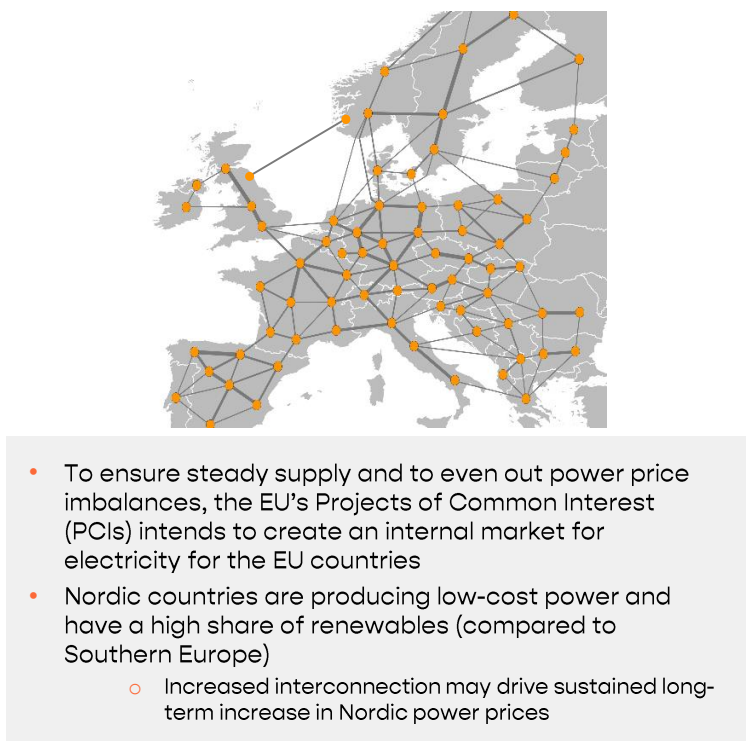 • To ensure steady supply and to even out power price
imbalances, the EU's Projects of Common Interest
(PCIs) intends to create an internal market for
electricity for the EU countries
• Nordic countries are producing low-cost power and
have a high share of renewables (compared to
Southern Europe)
○ Increased interconnection may drive sustained long-
term increase in Nordic power prices